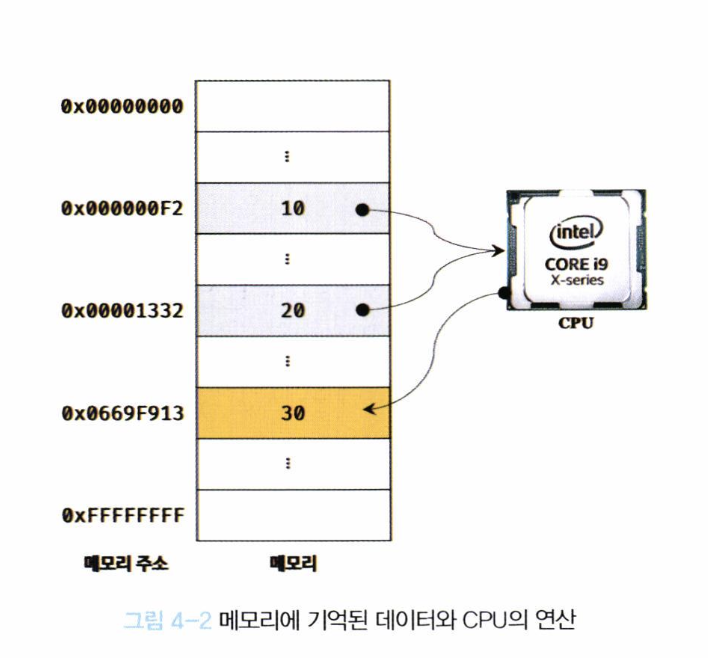 0x00000000
⋮
0x000000F2 10
⋮
0x00001332 20
⋮
0x0669F913 30
⋮
0xFFFFFFFF
메모리 주소 메모리
intel
CORE i9
X-series
CPU
그림 4-2 메모리에 기억된 데이터와 CPU의 연산